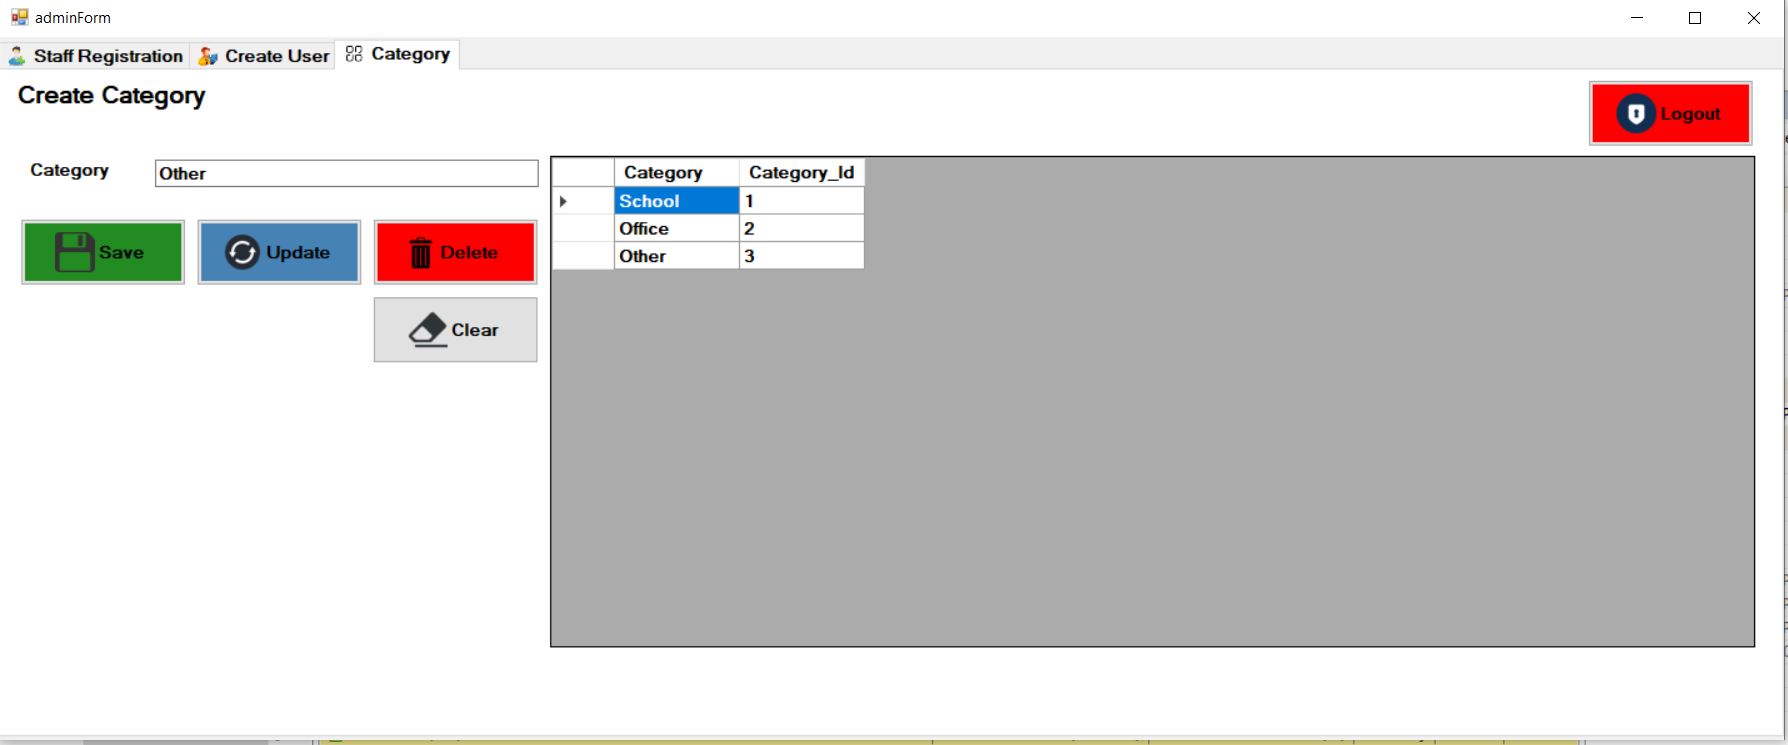 adminForm
Staff Registration Create User Category
Create Category
Logout
Category Other
Category Category_Id
School 1
Office 2
Other 3
Save Update Delete
Clear